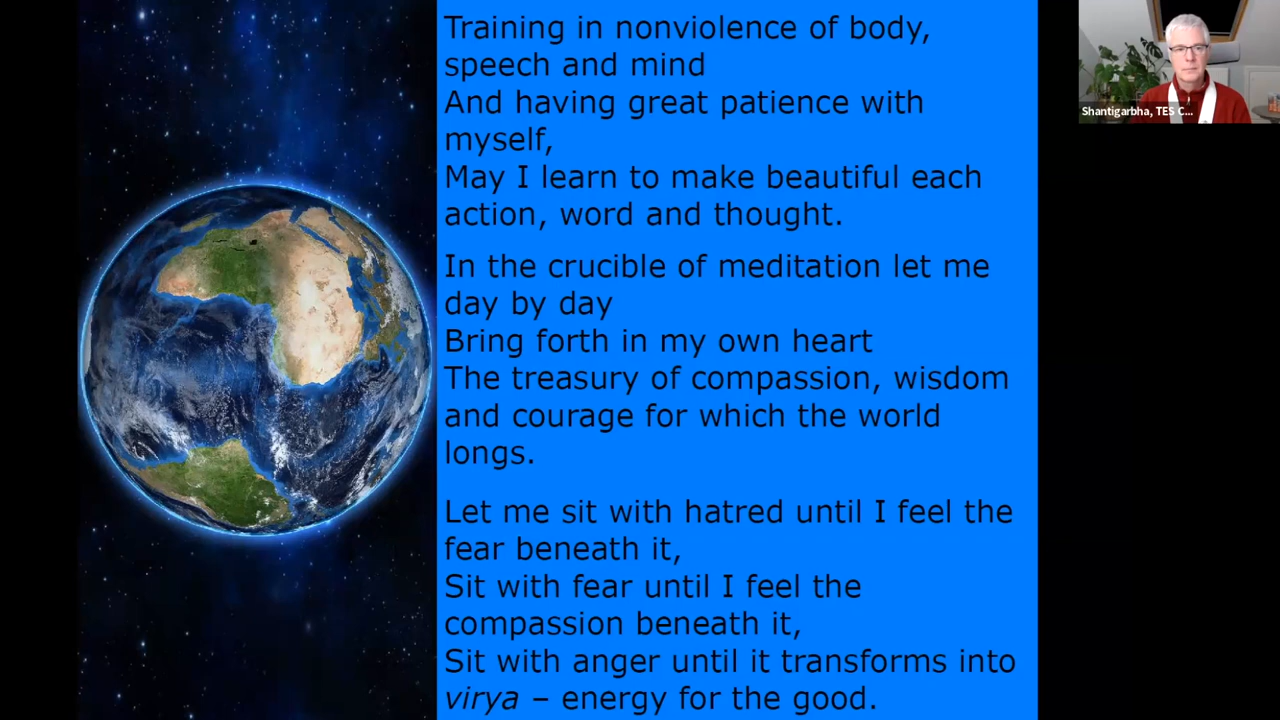 Training in nonviolence of body,
speech and mind
And having great patience with
myself,
May I learn to make beautiful each
action, word and thought.
In the crucible of meditation let me
day by day
Bring forth in my own heart
The treasury of compassion, wisdom
and courage for which the world
longs.
Let me sit with hatred until I feel the
fear beneath it,
Sit with fear until I feel the
compassion beneath it,
Sit with anger until it transforms into
virya – energy for the good.
Shantigarbha, TES C...